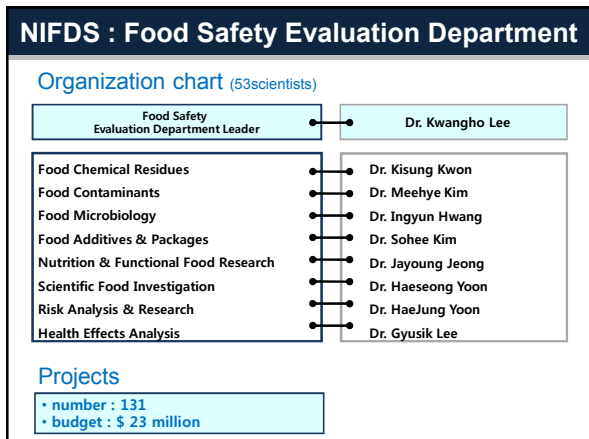 NIFDS : Food Safety Evaluation Department
Organization chart (53scientists)
Food Safety
Evaluation Department Leader
Dr. Kwangho Lee
Food Chemical Residues
Dr. Kisung Kwon
Food Contaminants
Dr. Meehye Kim
Food Microbiology
Dr. Ingyun Hwang
Food Additives & Packages
Dr. Sohee Kim
Nutrition & Functional Food Research
Dr. Jayoung Jeong
Scientific Food Investigation
Dr. Haeseong Yoon
Risk Analysis & Research
Dr. HaeJung Yoon
Health Effects Analysis
Dr. Gyusik Lee
Projects
• number : 131
• budget : $ 23 million